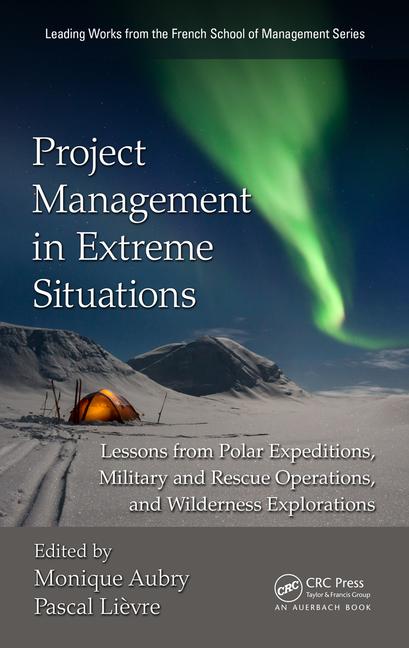 Leading Works from the French School of Management Series
Project
Management
in Extreme
Situations
Lessons from Polar Expeditions,
Military and Rescue Operations,
and Wilderness Explorations
Edited by
Monique Aubry
Pascal Lièvre
CRC
CRC Press
Taylor & Francis Group
AN AUERBACH BOOK